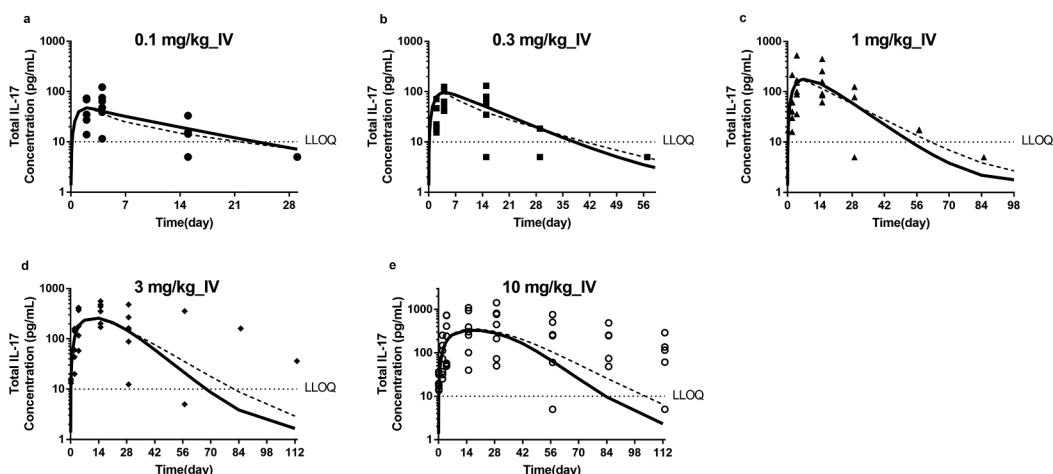 a
0.1 mg/kg_IV
Total IL-17
Concentration (pg/mL)
1000
100
10
1
LLOQ
0 7 14 21 28
Time(day)
b
0.3 mg/kg_IV
Total IL-17
Concentration (pg/mL)
1000
100
10
1
LLOQ
0 7 14 21 28 35 42 49 56
Time(day)
c
1 mg/kg_IV
Total IL-17
Concentration (pg/mL)
1000
100
10
1
LLOQ
0 14 28 42 56 70 84 98
Time(day)
d
3 mg/kg_IV
Total IL-17
Concentration (pg/mL)
1000
100
10
1
LLOQ
0 14 28 42 56 70 84 98 112
Time(day)
e
10 mg/kg_IV
Total IL-17
Concentration (pg/mL)
1000
100
10
1
LLOQ
0 14 28 42 56 70 84 98 112
Time(day)